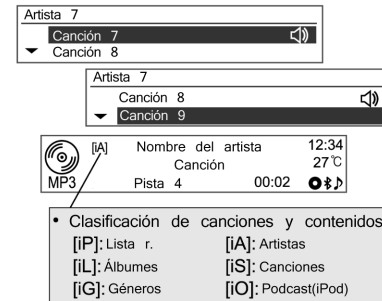 Artista 7
Canción 7
Canción 8
Artista 7
Canción 8
Canción 9
[iA] Nombre del artista 12:34
Canción 27℃
MP3 Pista 4 00:02
• Clasificación de canciones y contenidos
[iP]: Lista r. [iA]: Artistas
[iL]: Álbumes [iS]: Canciones
[iG]: Géneros [iO]: Podcast(iPod)